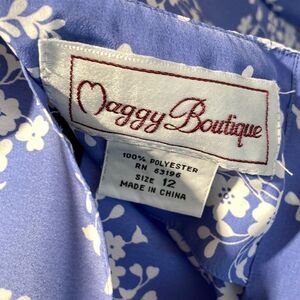 Maggy Boutique
100% POLYESTER
RN 63196
SIZE 12
MADE IN CHINA